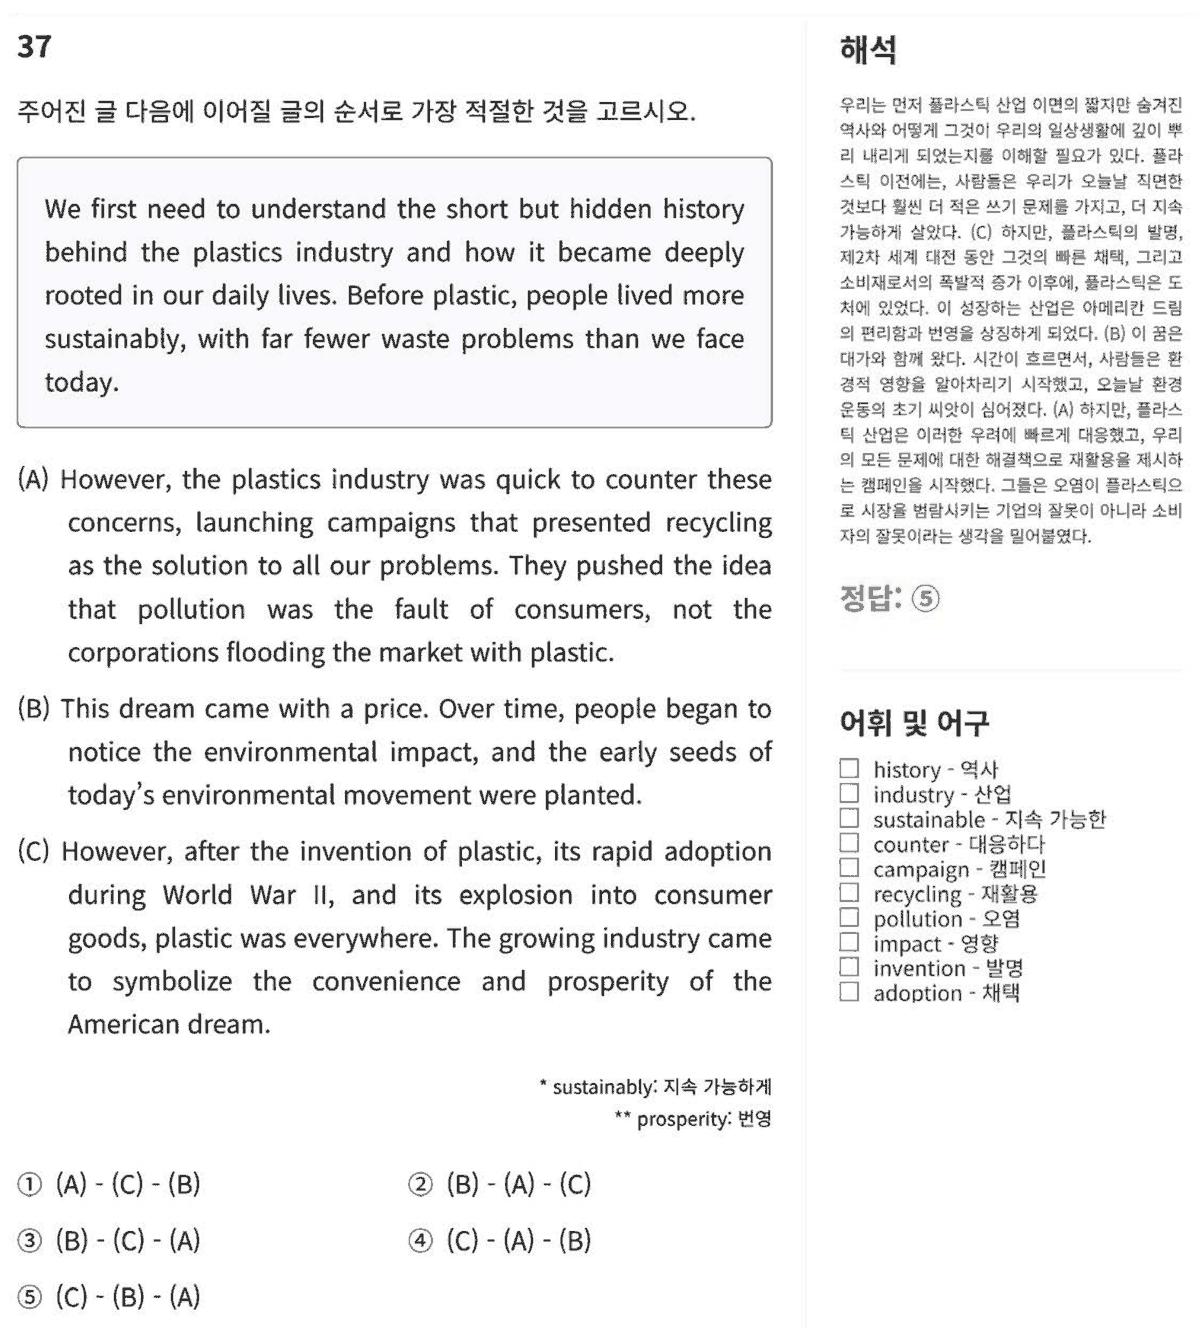 37
주어진 글 다음에 이어질 글의 순서로 가장 적절한 것을 고르시오.
We first need to understand the short but hidden history
behind the plastics industry and how it became deeply
rooted in our daily lives. Before plastic, people lived more
sustainably, with far fewer waste problems than we face
today.
(A) However, the plastics industry was quick to counter these
concerns, launching campaigns that presented recycling
as the solution to all our problems. They pushed the idea
that pollution was the fault of consumers, not the
corporations flooding the market with plastic.
(B) This dream came with a price. Over time, people began to
notice the environmental impact, and the early seeds of
today's environmental movement were planted.
(C) However, after the invention of plastic, its rapid adoption
during World War II, and its explosion into consumer
goods, plastic was everywhere. The growing industry came
to symbolize the convenience and prosperity of the
American dream.
* sustainably: 지속 가능하게
** prosperity: 번영
① (A) - (C) - (B)
② (B) - (A) - (C)
③ (B) - (C) - (A)
④ (C) - (A) - (B)
⑤ (C) - (B) - (A)
해석
우리는 먼저 플라스틱 산업 이면의 짧지만 숨겨진
역사와 어떻게 그것이 우리의 일상생활에 깊이 뿌
리 내리게 되었는지를 이해할 필요가 있다. 플라
스틱 이전에는, 사람들은 우리가 오늘날 직면한
것보다 훨씬 더 적은 쓰기 문제를 가지고, 더 지속
가능하게 살았다. (C) 하지만, 플라스틱의 발명,
제2차 세계 대전 동안 그것의 빠른 채택, 그리고
소비재로서의 폭발적 증가 이후에, 플라스틱은 도
처에 있었다. 이 성장하는 산업은 아메리칸 드림
의 편리함과 번영을 상징하게 되었다. (B) 이 꿈은
대가와 함께 왔다. 시간이 흐르면서, 사람들은 환
경적 영향을 알아차리기 시작했고, 오늘날 환경
운동의 초기 씨앗이 심어졌다. (A) 하지만, 플라스
틱 산업은 이러한 우려에 빠르게 대응했고, 우리
의 모든 문제에 대한 해결책으로 재활용을 제시하
는 캠페인을 시작했다. 그들은 오염이 플라스틱으
로 시장을 범람시키는 기업의 잘못이 아니라 소비
자의 잘못이라는 생각을 밀어붙였다.
정답: ⑤
어휘 및 어구
history - 역사
industry - 산업
sustainable - 지속 가능한
counter - 대응하다
campaign - 캠페인
recycling - 재활용
pollution - 오염
impact - 영향
invention - 발명
adoption - 채택